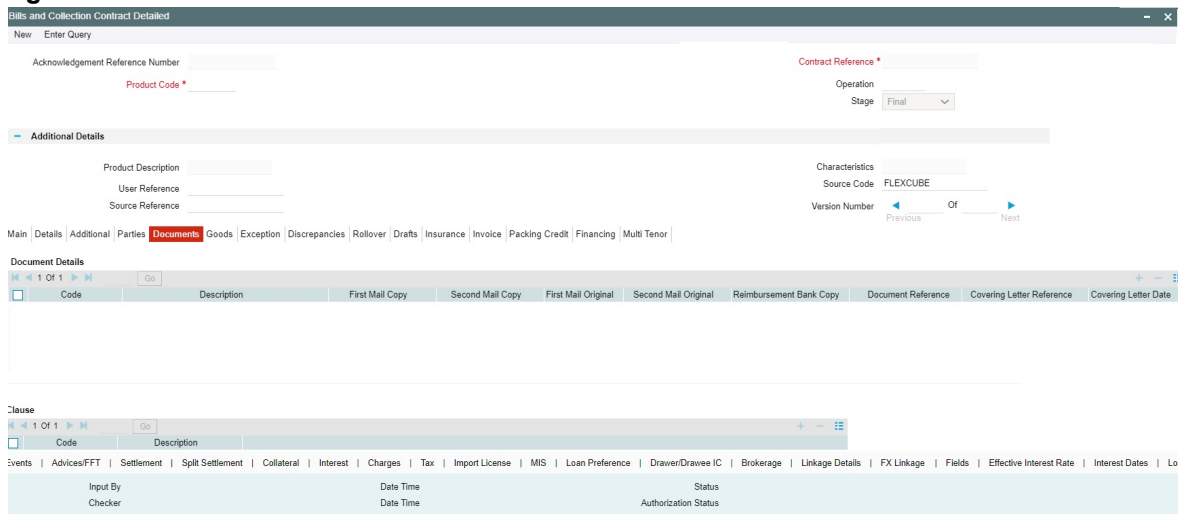 Bills and Collection Contract Detailed
New Enter Query
Acknowledgement Reference Number
Contract Reference *
Product Code *
Operation
Stage Final
Additional Details
Product Description
Characteristics
User Reference
Source Code FLEXCUBE
Source Reference
Version Number Of
Previous Next
Main Details Additional Parties Documents Goods Exception Discrepancies Rollover Drafts Insurance Invoice Packing Credit Financing Multi Tenor
Document Details
1 Of 1 Go
Code Description First Mail Copy Second Mail Copy First Mail Original Second Mail Original Reimbursement Bank Copy Document Reference Covering Letter Reference Covering Letter Date
Clause
1 Of 1 Go
Code Description
Events | Advices/FFT | Settlement | Split Settlement | Collateral | Interest | Charges | Tax | Import License | MIS | Loan Preference | Drawer/Drawee IC | Brokerage | Linkage Details | FX Linkage | Fields | Effective Interest Rate | Interest Dates | Lo
Input By Date Time Status
Checker Date Time Authorization Status